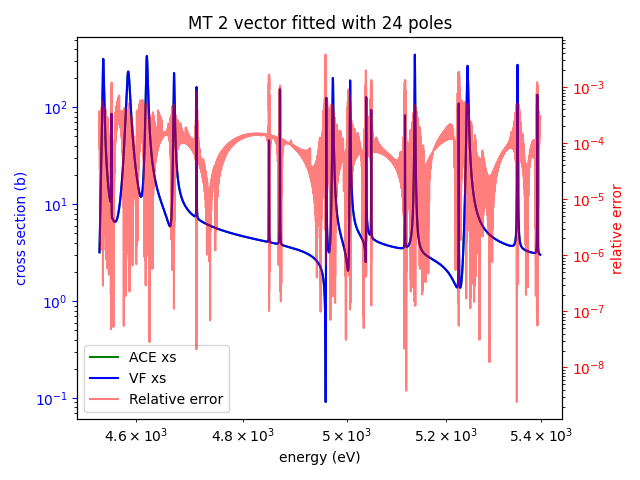 MT 2 vector fitted with 24 poles
cross section (b)
10²
10¹
10⁰
10⁻¹
10⁻³
10⁻⁴
10⁻⁵
10⁻⁶
10⁻⁷
10⁻⁸
relative error
ACE xs
VF xs
Relative error
4.6 × 10³ 4.8 × 10³ 5 × 10³ 5.2 × 10³ 5.4 × 10³
energy (eV)